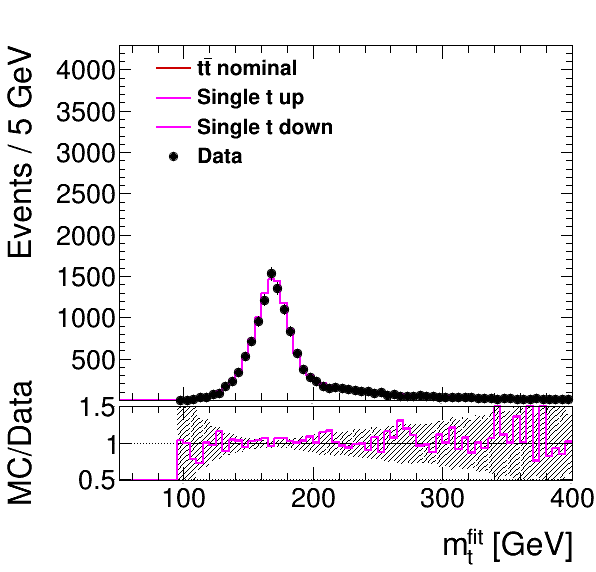 Events / 5 GeV
4000
3500
3000
2500
2000
1500
1000
500
tt̄ nominal
Single t up
Single t down
Data
MC/Data
1.5
1
0.5
100
200
300
400
m_t^fit [GeV]